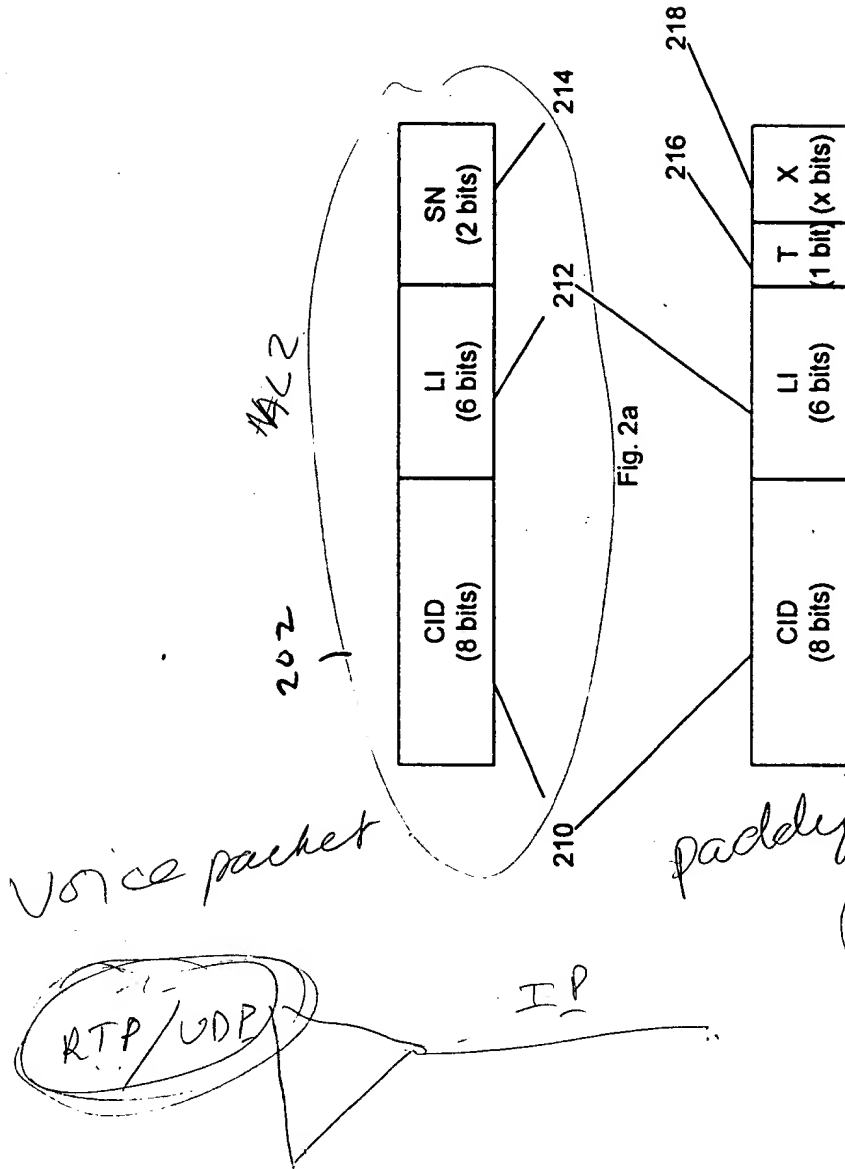 AAL2
202
CID
(8 bits)
LI
(6 bits)
SN
(2 bits)
210
212
214
Fig. 2a
216
218
CID
(8 bits)
LI
(6 bits)
T
(1 bit)
X
(x bits)
Voice packet
RTP/UDP
IP